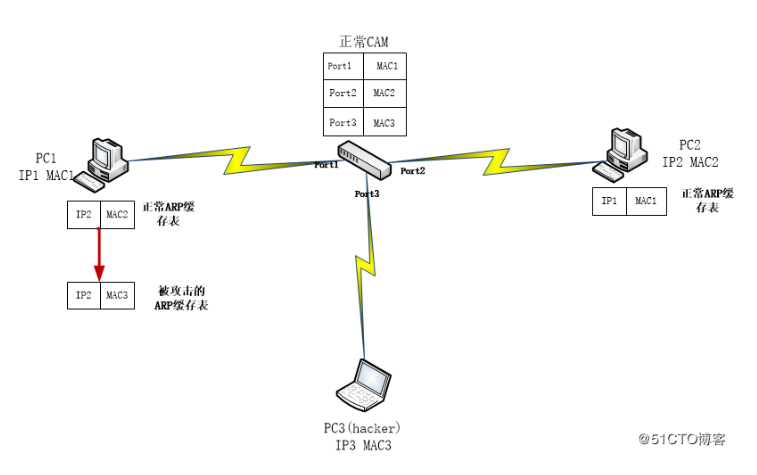 正常CAM
Port1 MAC1
Port2 MAC2
Port3 MAC3
PC1
IP1 MAC1
Port1
Port2
Port3
PC2
IP2 MAC2
IP2 MAC2
正常ARP缓
存表
IP1 MAC1
正常ARP缓
存表
IP2 MAC3
被攻击的
ARP缓存表
PC3(hacker)
IP3 MAC3
@51CTO博客